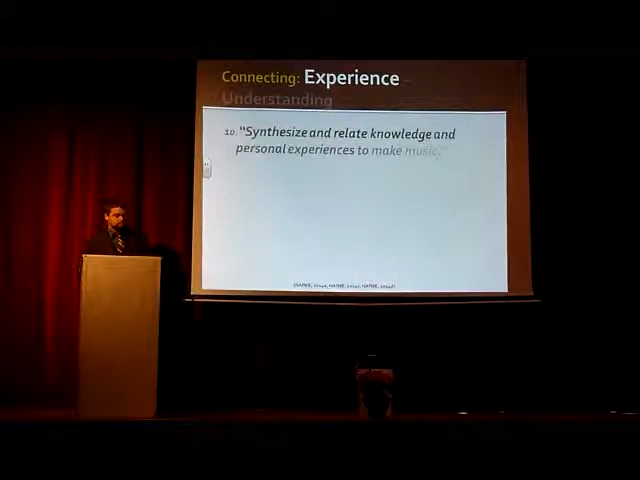 Connecting: Experience -
Understanding
10. "Synthesize and relate knowledge and
personal experiences to make music."